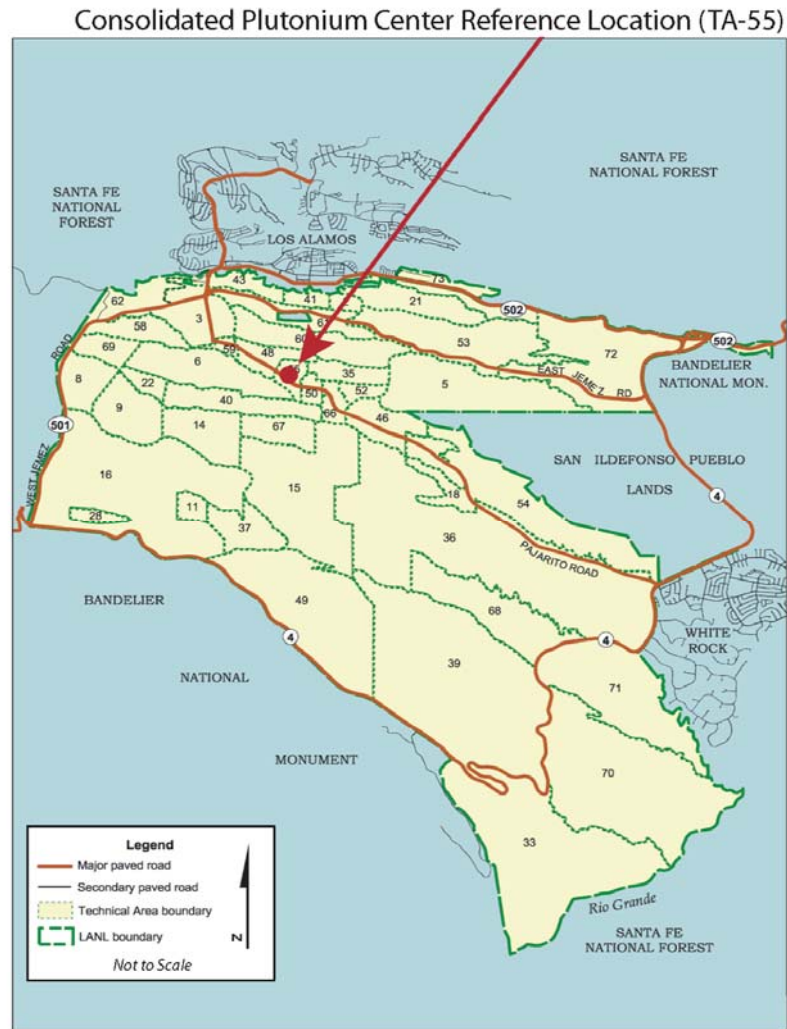 Consolidated Plutonium Center Reference Location (TA-55)
SANTA FE
NATIONAL FOREST
SANTA FE
NATIONAL
FOREST
LOS ALAMOS
43
73
62
41
21
502
58
3
61
53
502
72
69
59
48
60
ROAD
6
35
EAST JEMEZ RD
BANDELIER
NATIONAL MON.
8
22
50
52
5
9
40
66
46
501
14
67
SAN ILDEFONSO PUEBLO
LANDS
4
WEST JEMEZ
16
15
18
54
28
11
37
36
PAJARITO ROAD
BANDELIER
49
68
WHITE
ROCK
4
4
NATIONAL
39
71
MONUMENT
70
33
Rio Grande
SANTA FE
NATIONAL FOREST
Legend
Major paved road
Secondary paved road
Technical Area boundary
LANL boundary
N
Not to Scale